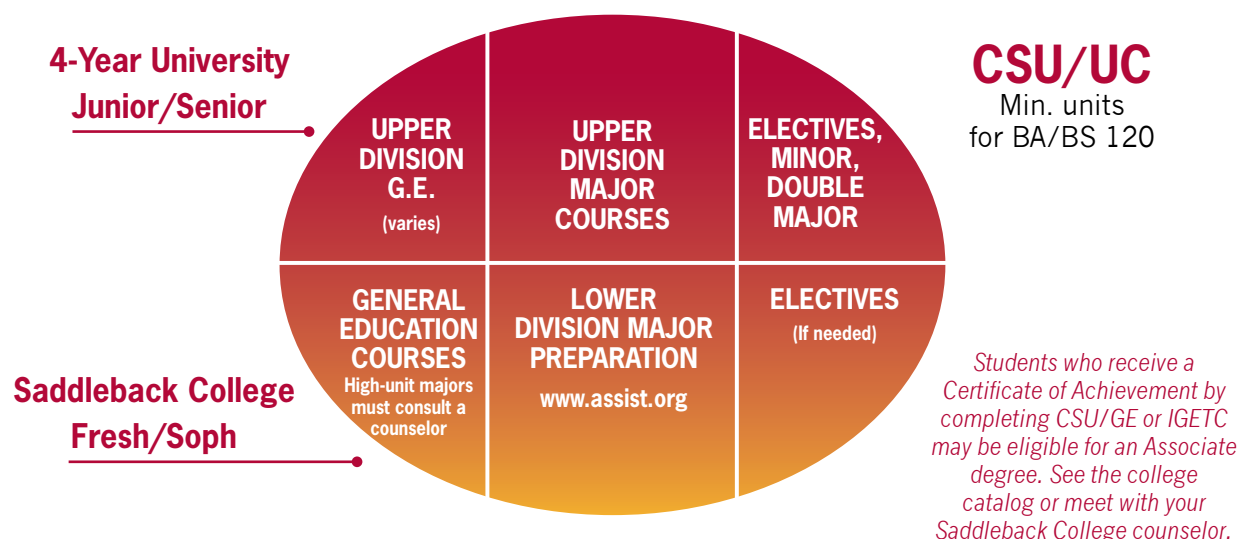 4-Year University
Junior/Senior
UPPER
DIVISION
G.E.
(varies)
UPPER
DIVISION
MAJOR
COURSES
ELECTIVES,
MINOR,
DOUBLE
MAJOR
CSU/UC
Min. units
for BA/BS 120
Saddleback College
Fresh/Soph
GENERAL
EDUCATION
COURSES
High-unit majors
must consult a
counselor
LOWER
DIVISION MAJOR
PREPARATION
www.assist.org
ELECTIVES
(If needed)
Students who receive a
Certificate of Achievement by
completing CSU/GE or IGETC
may be eligible for an Associate
degree. See the college
catalog or meet with your
Saddleback College counselor.